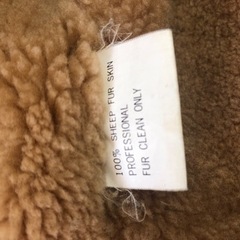 100% SHEEP FUR SKIN
PROFESSIONAL
FUR CLEAN ONLY